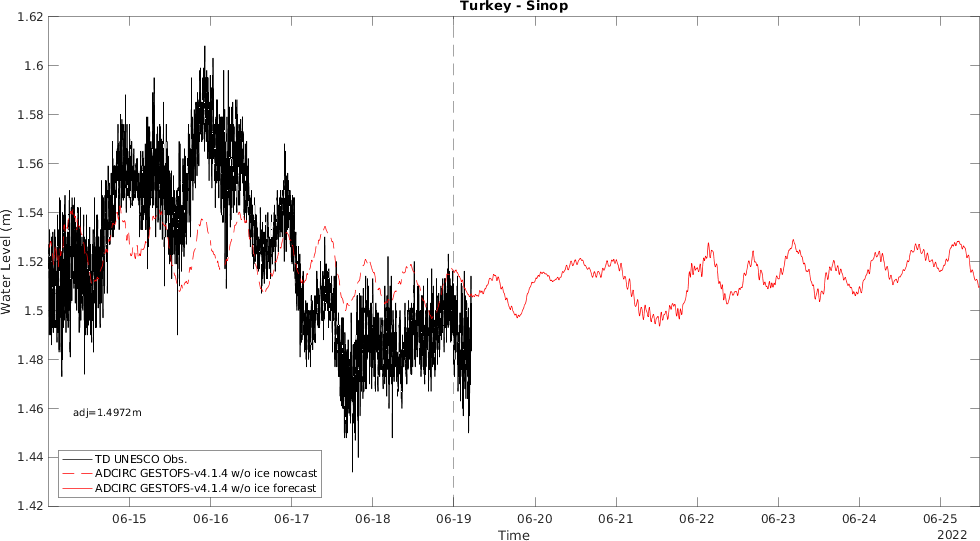 Turkey - Sinop
1.62
1.6
1.58
1.56
1.54
1.52
1.5
1.48
1.46
1.44
1.42
Water Level (m)
adj=1.4972m
TD UNESCO Obs.
ADCIRC GESTOFS-v4.1.4 w/o ice nowcast
ADCIRC GESTOFS-v4.1.4 w/o ice forecast
06-15 06-16 06-17 06-18 06-19 06-20 06-21 06-22 06-23 06-24 06-25
Time
2022